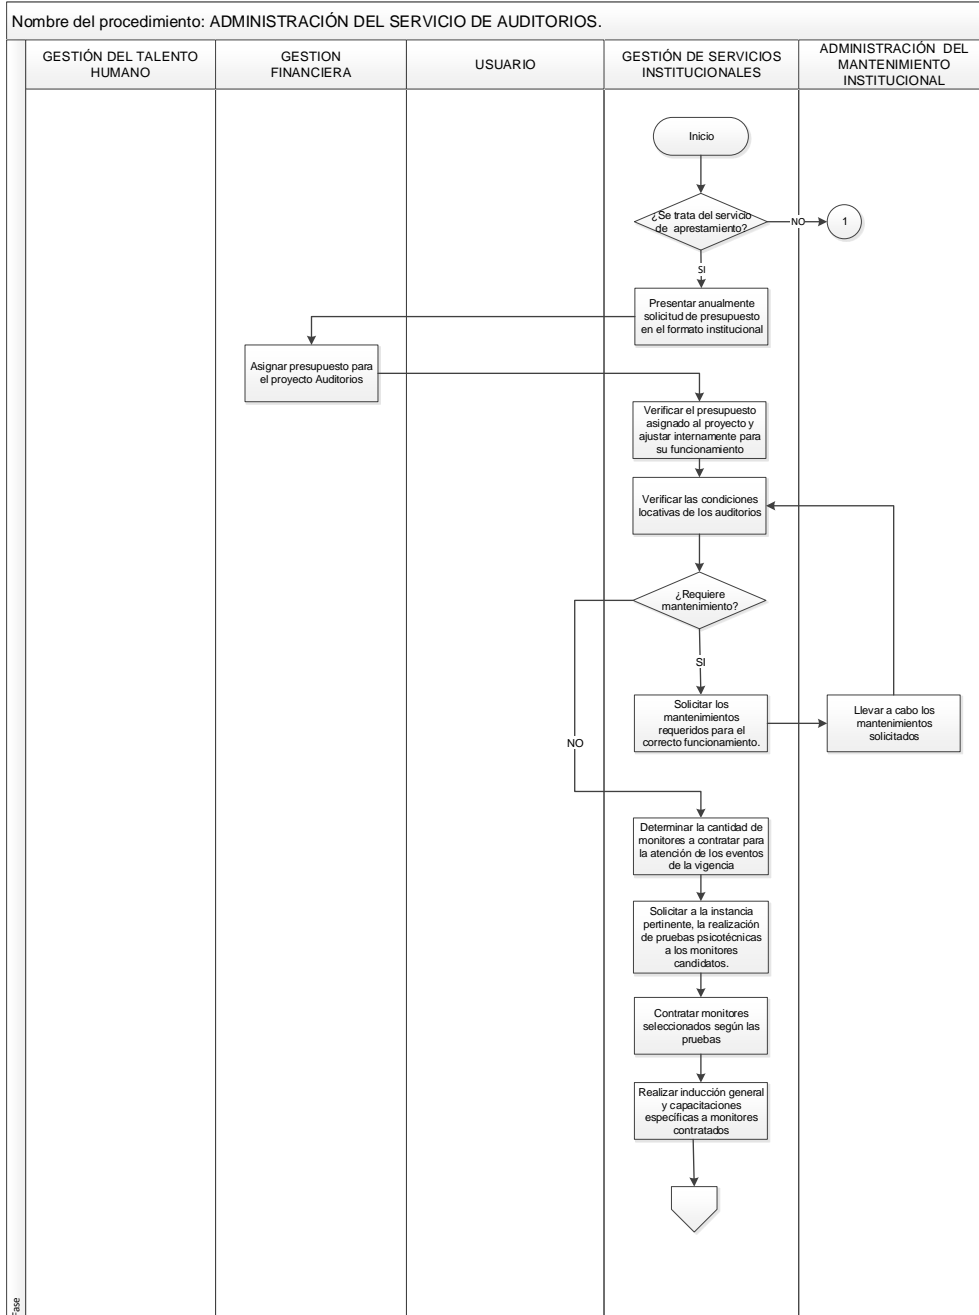 Nombre del procedimiento: ADMINISTRACIÓN DEL SERVICIO DE AUDITORIOS.
GESTIÓN DEL TALENTO
HUMANO
GESTION
FINANCIERA
USUARIO
GESTIÓN DE SERVICIOS
INSTITUCIONALES
ADMINISTRACIÓN DEL
MANTENIMIENTO
INSTITUCIONAL
Inicio
¿Se trata del servicio
de aprestamiento?
NO
1
SI
Presentar anualmente
solicitud de presupuesto
en el formato institucional
Asignar presupuesto para
el proyecto Auditorios
Verificar el presupuesto
asignado al proyecto y
ajustar internamente para
su funcionamiento
Verificar las condiciones
locativas de los auditorios
¿Requiere
mantenimiento?
SI
Solicitar los
mantenimientos
requeridos para el
correcto funcionamiento.
Llevar a cabo los
mantenimientos
solicitados
NO
Determinar la cantidad de
monitores a contratar para
la atención de los eventos
de la vigencia
Solicitar a la instancia
pertinente, la realización
de pruebas psicotécnicas
a los monitores
candidatos.
Contratar monitores
seleccionados según las
pruebas
Realizar inducción general
y capacitaciones
específicas a monitores
contratados
Fase